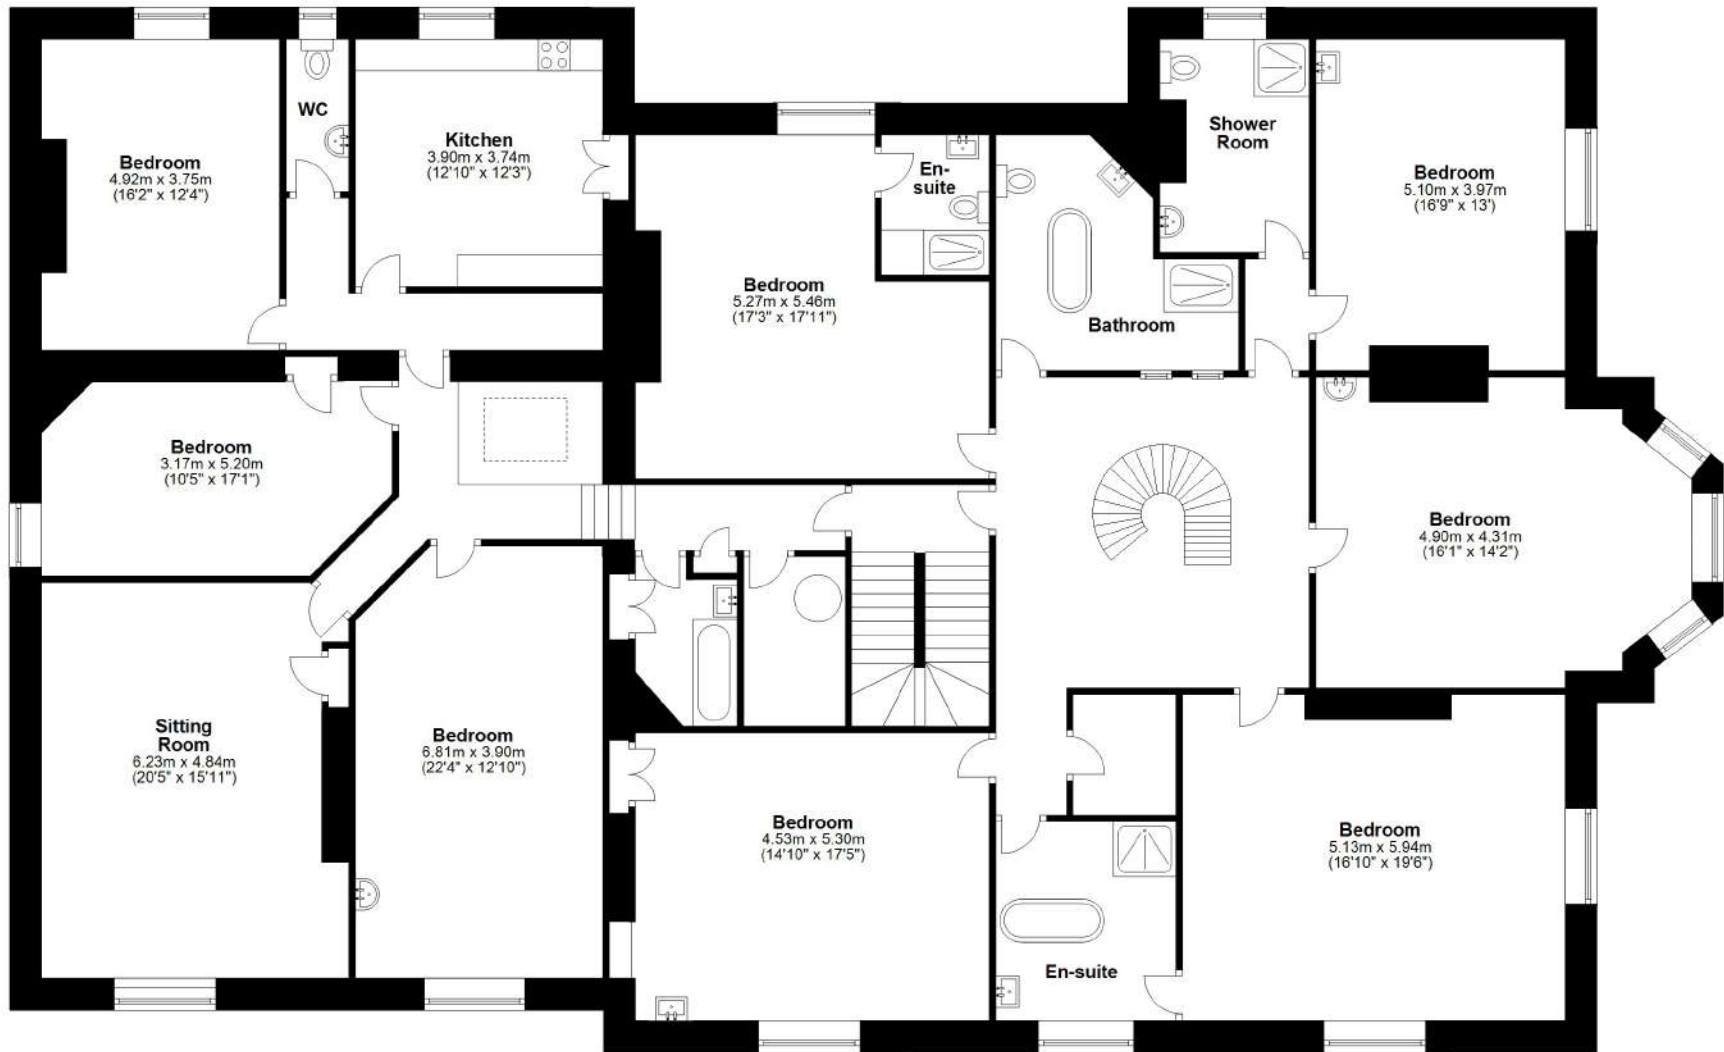 WC
Kitchen
3.90m x 3.74m
(12'10" x 12'3")
Bedroom
4.92m x 3.75m
(16'2" x 12'4")
Shower
Room
En-
suite
Bedroom
5.10m x 3.97m
(16'9" x 13')
Bedroom
5.27m x 5.46m
(17'3" x 17'11")
Bathroom
Bedroom
3.17m x 5.20m
(10'5" x 17'1")
Bedroom
4.90m x 4.31m
(16'1" x 14'2")
Sitting
Room
6.23m x 4.84m
(20'5" x 15'11")
Bedroom
6.81m x 3.90m
(22'4" x 12'10")
Bedroom
4.53m x 5.30m
(14'10" x 17'5")
Bedroom
5.13m x 5.94m
(16'10" x 19'6")
En-suite